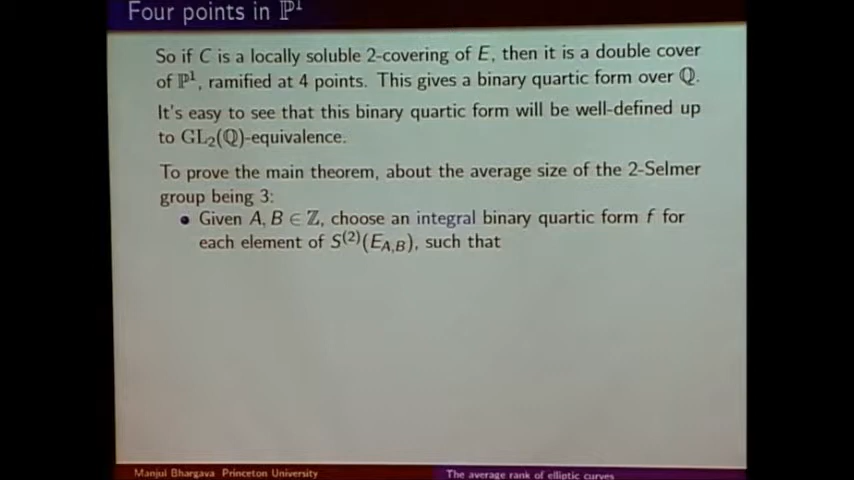 Four points in ℙ¹
So if C is a locally soluble 2-covering of E, then it is a double cover
of ℙ¹, ramified at 4 points. This gives a binary quartic form over ℚ.
It's easy to see that this binary quartic form will be well-defined up
to GL₂(ℚ)-equivalence.
To prove the main theorem, about the average size of the 2-Selmer
group being 3:
• Given A, B ∈ ℤ, choose an integral binary quartic form f for
each element of S⁽²⁾(E_{A,B}), such that
Manjul Bhargava Princeton University The average rank of elliptic curves